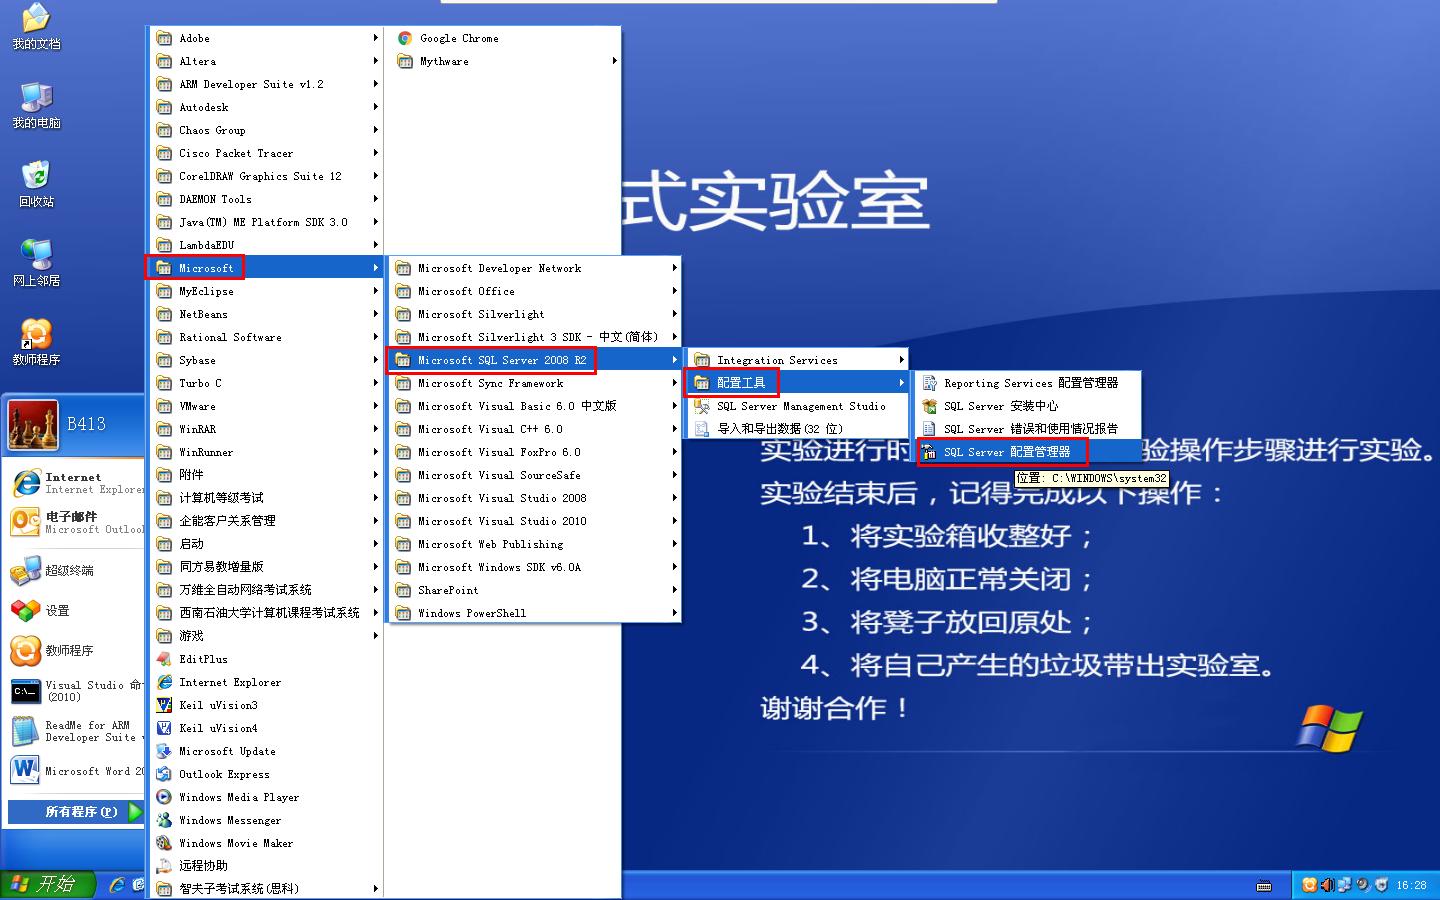 我的文档
我的电脑
回收站
网上邻居
教师程序
B413
Internet
Internet Explorer
电子邮件
Microsoft Outlook
超级终端
设置
教师程序
Visual Studio 命
(2010)
ReadMe for ARM
Developer Suite v
Microsoft Word 20
所有程序(P)
开始
Adobe
Altera
ARM Developer Suite v1.2
Autodesk
Chaos Group
Cisco Packet Tracer
CorelDRAW Graphics Suite 12
DAEMON Tools
Java(TM) ME Platform SDK 3.0
LambdaEDU
Microsoft
MyEclipse
NetBeans
Rational Software
Sybase
Turbo C
VMware
WinRAR
WinRunner
附件
计算机等级考试
企能客户关系管理
启动
同方易教增量版
万维全自动网络考试系统
西南石油大学计算机课程考试系统
游戏
EditPlus
Internet Explorer
Keil uVision3
Keil uVision4
Microsoft Update
Outlook Express
Windows Media Player
Windows Messenger
Windows Movie Maker
远程协助
智夫子考试系统(思科)
Google Chrome
Mythware
Microsoft Developer Network
Microsoft Office
Microsoft Silverlight
Microsoft Silverlight 3 SDK - 中文(简体)
Microsoft SQL Server 2008 R2
Microsoft Sync Framework
Microsoft Visual Basic 6.0 中文版
Microsoft Visual C++ 6.0
Microsoft Visual FoxPro 6.0
Microsoft Visual SourceSafe
Microsoft Visual Studio 2008
Microsoft Visual Studio 2010
Microsoft Web Publishing
Microsoft Windows SDK v6.0A
SharePoint
Windows PowerShell
Integration Services
配置工具
SQL Server Management Studio
导入和导出数据(32 位)
Reporting Services 配置管理器
SQL Server 安装中心
SQL Server 错误和使用情况报告
SQL Server 配置管理器
位置: C:\WINDOWS\system32
式实验室
实验进行时 验操作步骤进行实验。
实验结束后，记得完成以下操作：
1、将实验箱收整好；
2、将电脑正常关闭；
3、将凳子放回原处；
4、将自己产生的垃圾带出实验室。
谢谢合作！
16:28